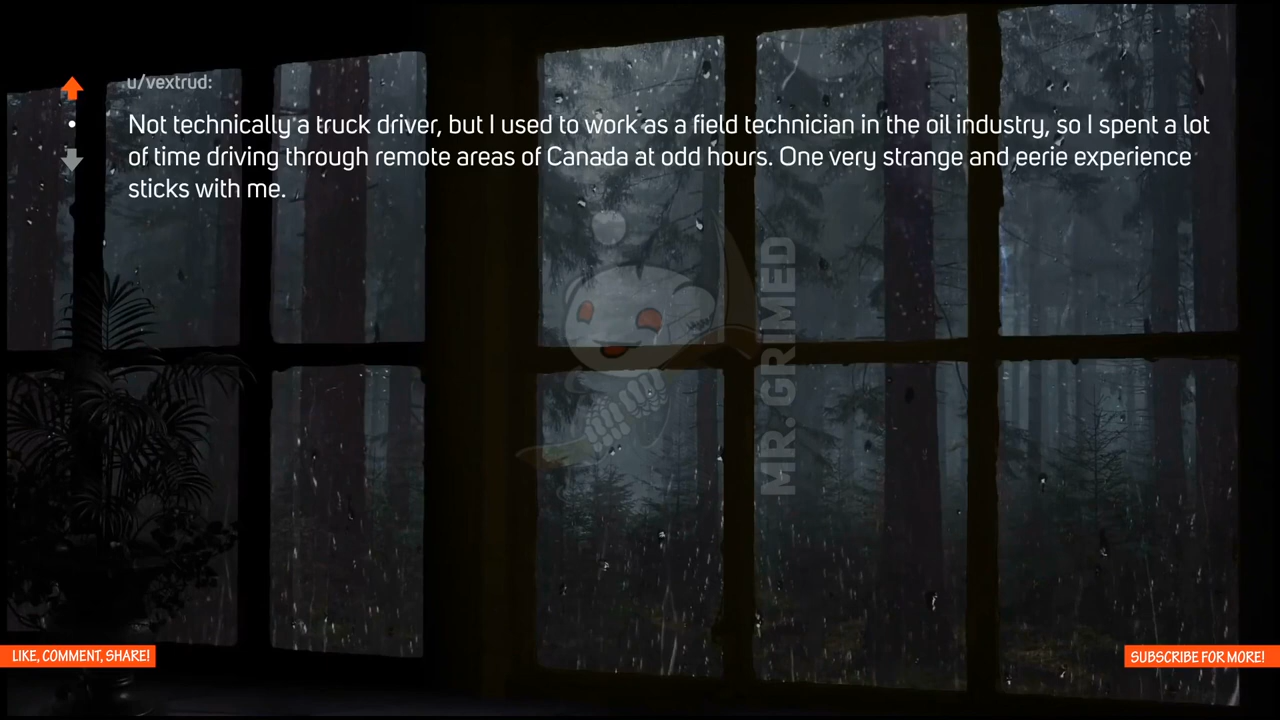 u/vextrud:
Not technically a truck driver, but I used to work as a field technician in the oil industry, so I spent a lot
of time driving through remote areas of Canada at odd hours. One very strange and eerie experience
sticks with me.
MR. GRIMED
LIKE, COMMENT, SHARE!
SUBSCRIBE FOR MORE!